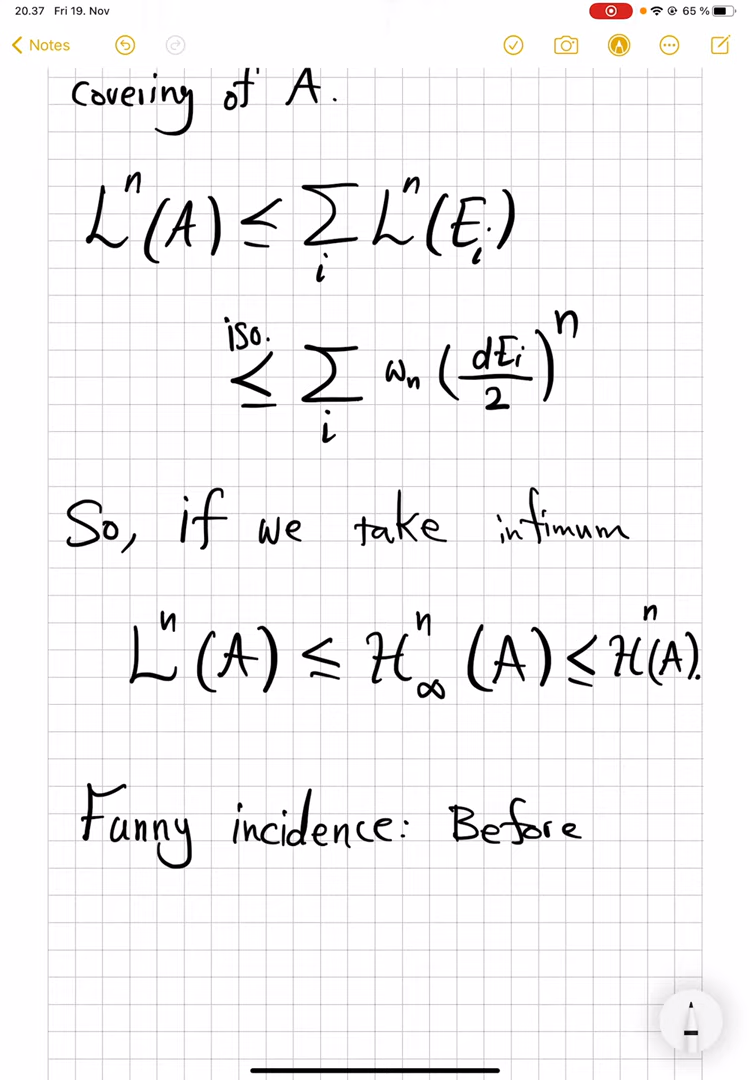 20.37 Fri 19. Nov 65 %
Notes
covering of A.
Lⁿ(A) ≤ ∑ᵢ Lⁿ(Eᵢ)
iso.
≤ ∑ᵢ ωₙ (dEᵢ/2)ⁿ
So, if we take infimum
Lⁿ(A) ≤ ℋⁿ∞(A) ≤ ℋⁿ(A).
Funny incidence: Before